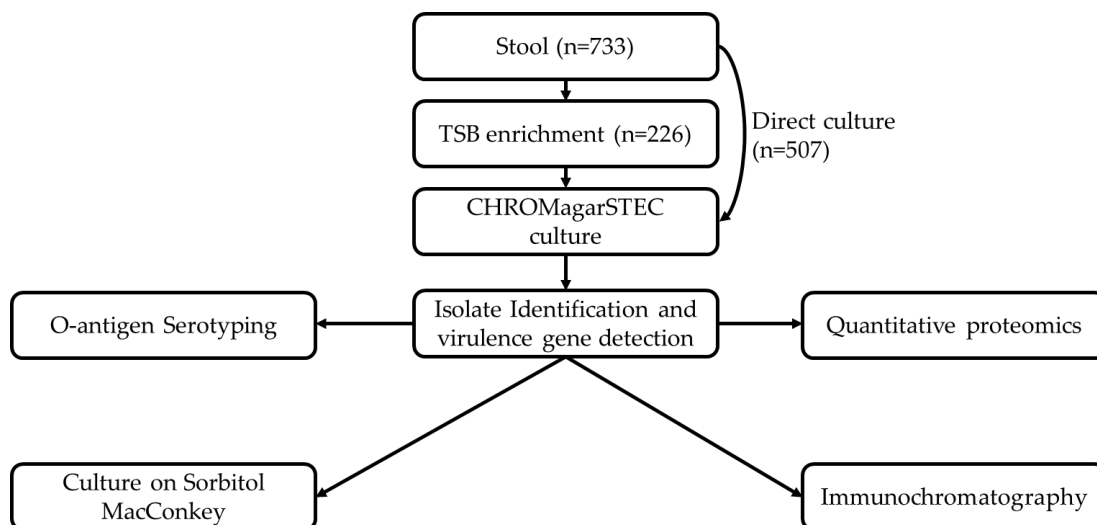 Stool (n=733)
TSB enrichment (n=226)
Direct culture
(n=507)
CHROMagarSTEC
culture
O-antigen Serotyping
Isolate Identification and
virulence gene detection
Quantitative proteomics
Culture on Sorbitol
MacConkey
Immunochromatography